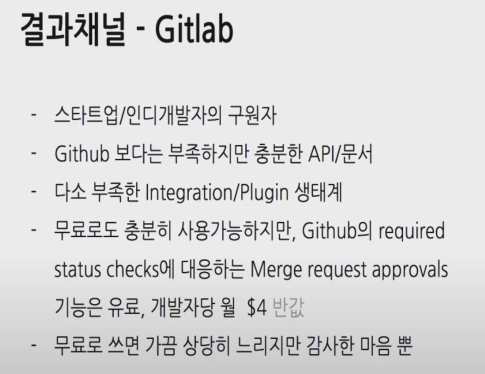 결과채널 - Gitlab
- 스타트업/인디개발자의 구원자
- Github 보다는 부족하지만 충분한 API/문서
- 다소 부족한 Integration/Plugin 생태계
- 무료로도 충분히 사용가능하지만, Github의 required
status checks에 대응하는 Merge request approvals
기능은 유료, 개발자당 월 $4 반값
- 무료로 쓰면 가끔 상당히 느리지만 감사한 마음 뿐